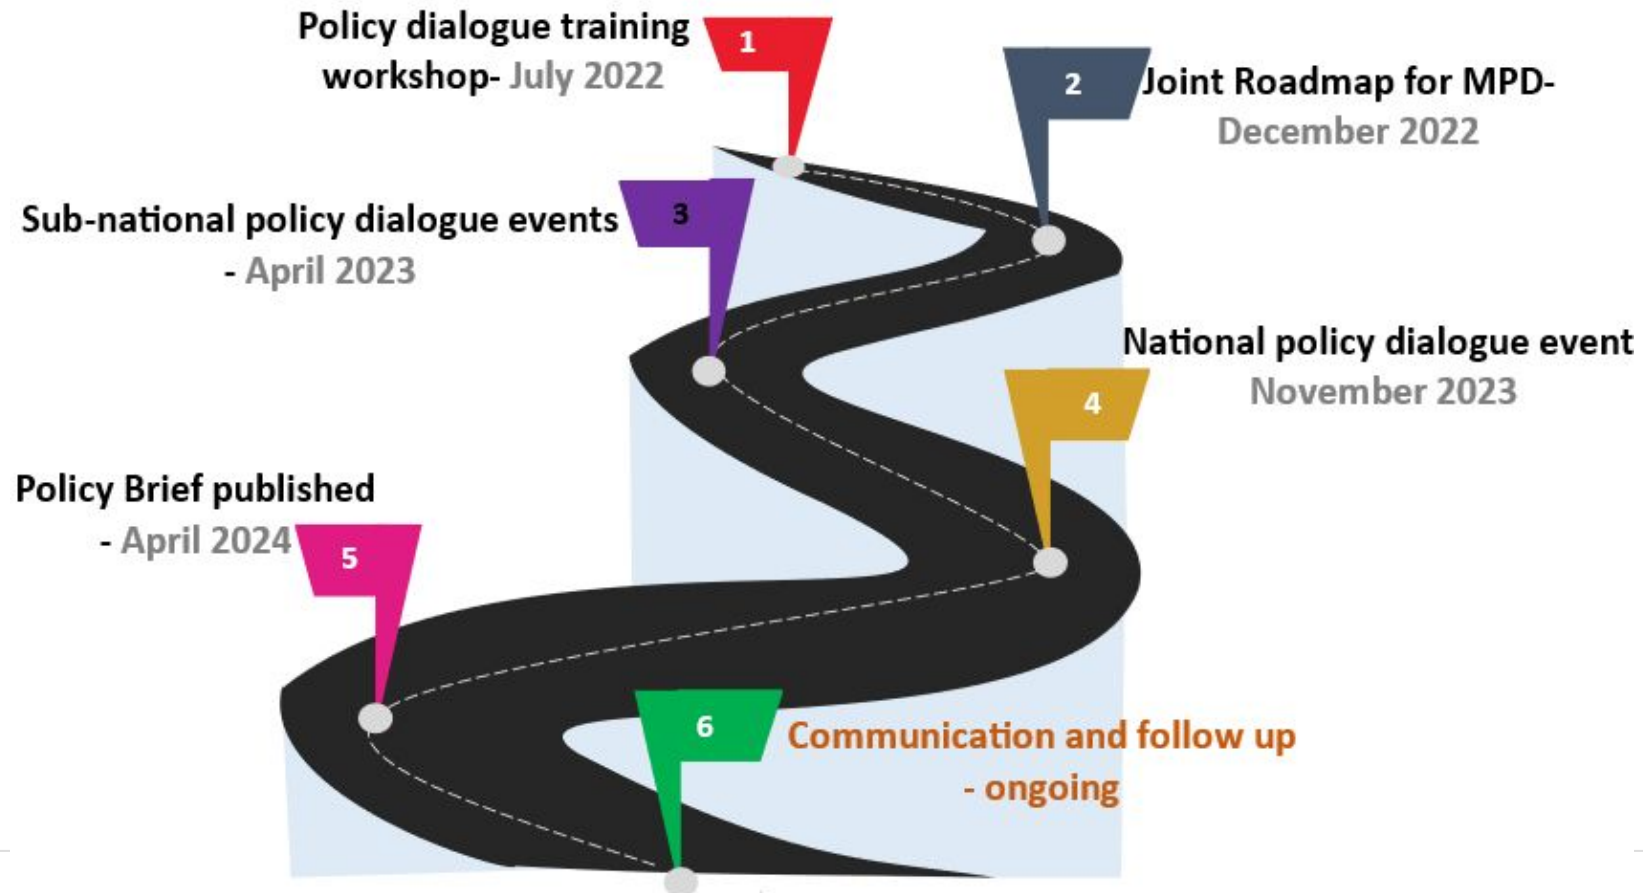 Policy dialogue training
workshop- July 2022
1
2
Joint Roadmap for MPD-
December 2022
Sub-national policy dialogue events
- April 2023
3
National policy dialogue event
November 2023
4
Policy Brief published
- April 2024
5
6
Communication and follow up
- ongoing